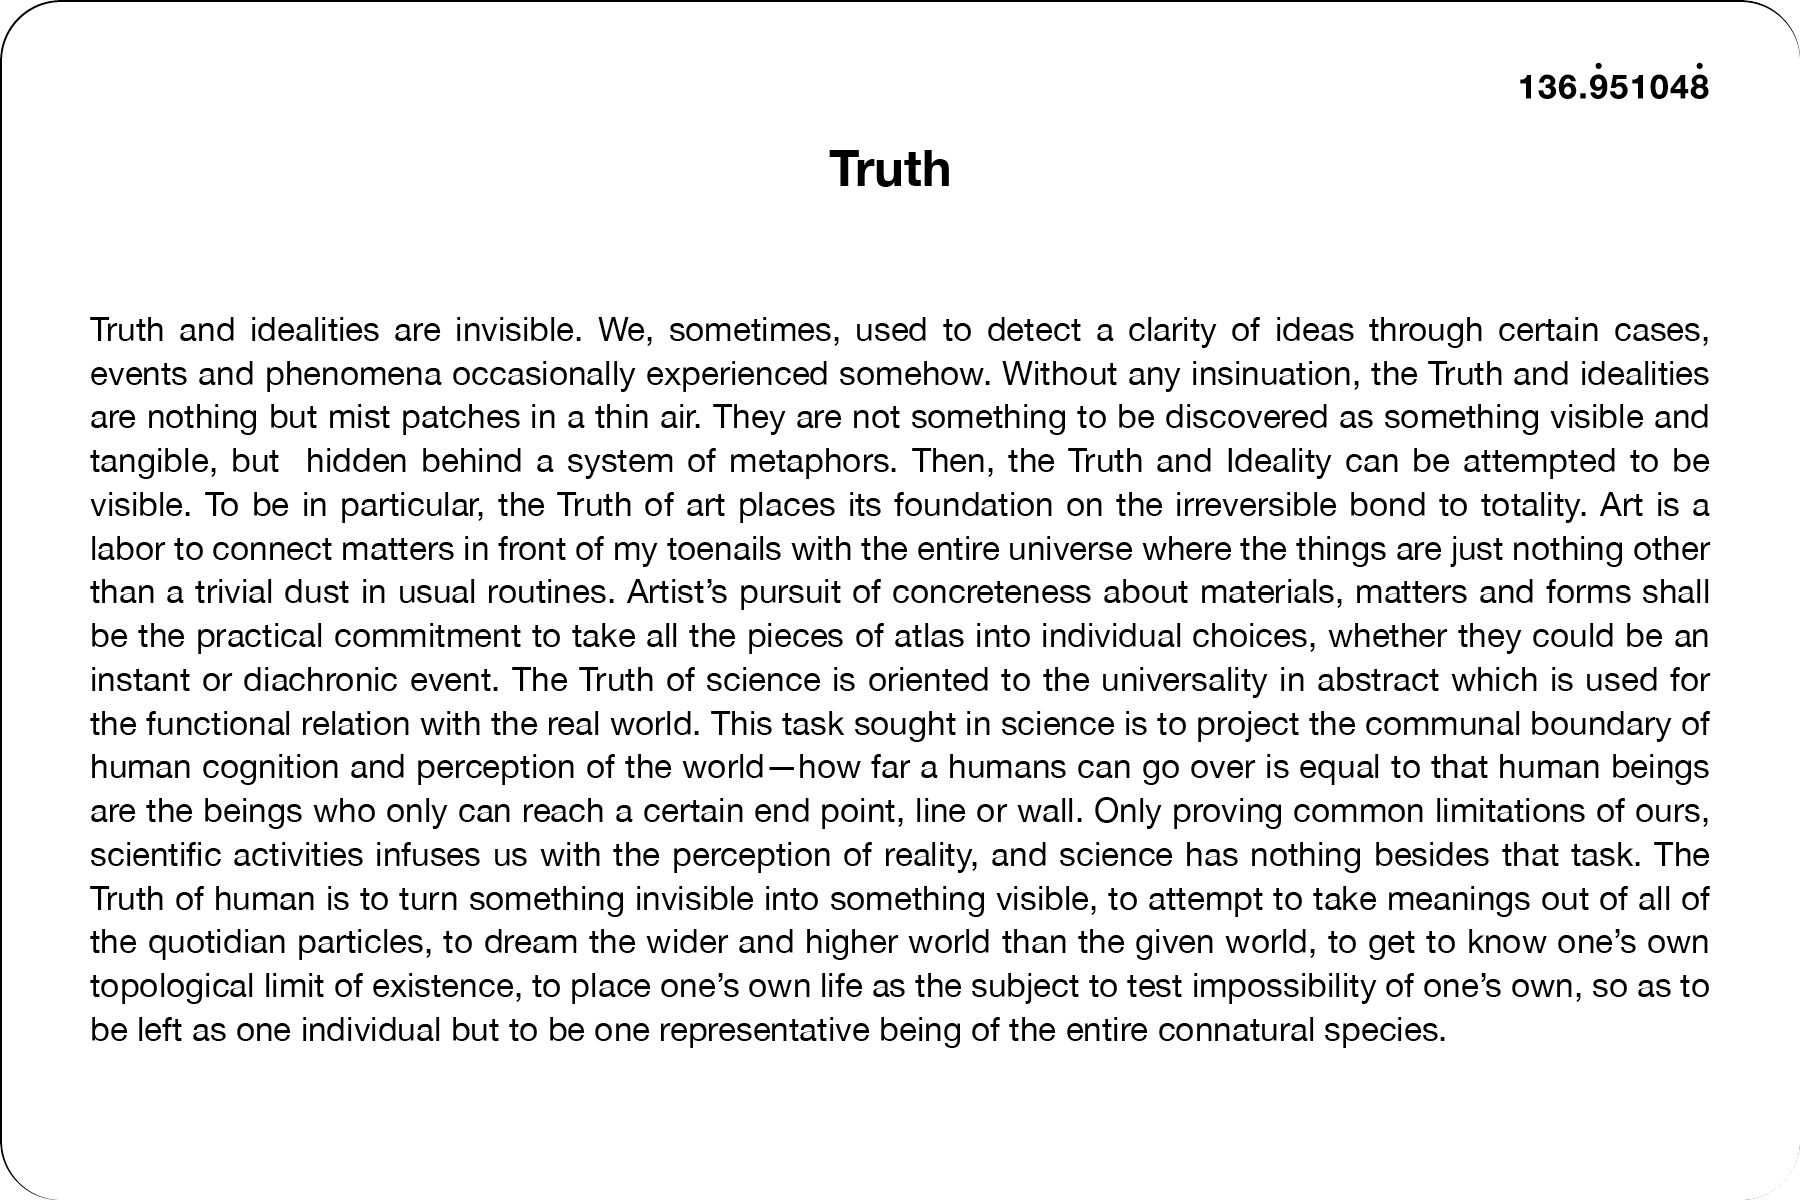 136.9̇51048̇
Truth
Truth and idealities are invisible. We, sometimes, used to detect a clarity of ideas through certain cases,
events and phenomena occasionally experienced somehow. Without any insinuation, the Truth and idealities
are nothing but mist patches in a thin air. They are not something to be discovered as something visible and
tangible, but  hidden behind a system of metaphors. Then, the Truth and Ideality can be attempted to be
visible. To be in particular, the Truth of art places its foundation on the irreversible bond to totality. Art is a
labor to connect matters in front of my toenails with the entire universe where the things are just nothing other
than a trivial dust in usual routines. Artist’s pursuit of concreteness about materials, matters and forms shall
be the practical commitment to take all the pieces of atlas into individual choices, whether they could be an
instant or diachronic event. The Truth of science is oriented to the universality in abstract which is used for
the functional relation with the real world. This task sought in science is to project the communal boundary of
human cognition and perception of the world—how far a humans can go over is equal to that human beings
are the beings who only can reach a certain end point, line or wall. Only proving common limitations of ours,
scientific activities infuses us with the perception of reality, and science has nothing besides that task. The
Truth of human is to turn something invisible into something visible, to attempt to take meanings out of all of
the quotidian particles, to dream the wider and higher world than the given world, to get to know one’s own
topological limit of existence, to place one’s own life as the subject to test impossibility of one’s own, so as to
be left as one individual but to be one representative being of the entire connatural species.